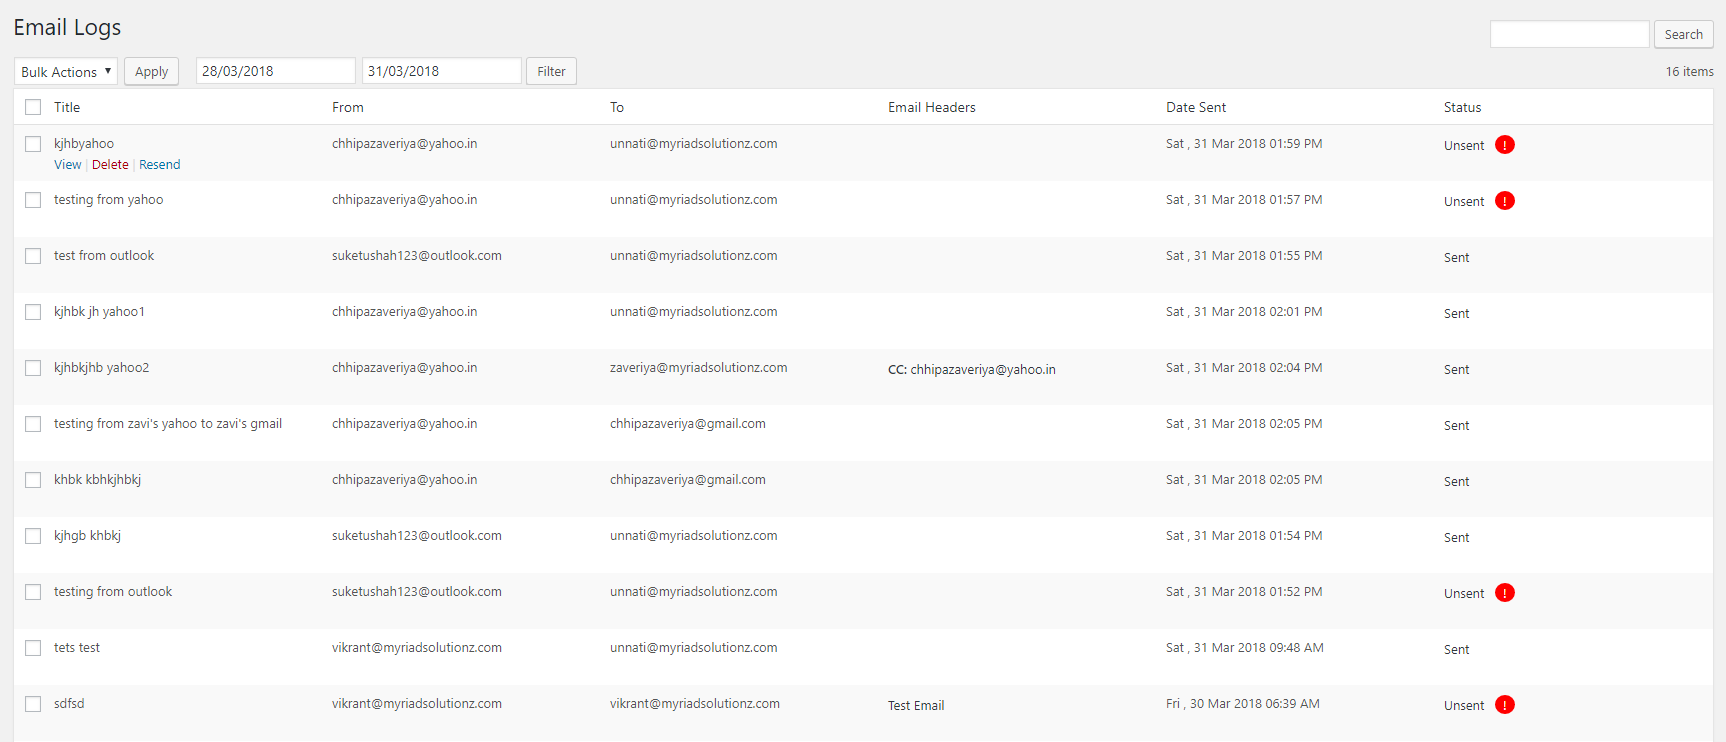 Email Logs
Search
Bulk Actions Apply 28/03/2018 31/03/2018 Filter 16 items
Title From To Email Headers Date Sent Status
kjhbyahoo chhipazaveriya@yahoo.in unnati@myriadsolutionz.com Sat , 31 Mar 2018 01:59 PM Unsent !
View | Delete | Resend
testing from yahoo chhipazaveriya@yahoo.in unnati@myriadsolutionz.com Sat , 31 Mar 2018 01:57 PM Unsent !
test from outlook suketushah123@outlook.com unnati@myriadsolutionz.com Sat , 31 Mar 2018 01:55 PM Sent
kjhbk jh yahoo1 chhipazaveriya@yahoo.in unnati@myriadsolutionz.com Sat , 31 Mar 2018 02:01 PM Sent
kjhbkjhb yahoo2 chhipazaveriya@yahoo.in zaveriya@myriadsolutionz.com CC: chhipazaveriya@yahoo.in Sat , 31 Mar 2018 02:04 PM Sent
testing from zavi's yahoo to zavi's gmail chhipazaveriya@yahoo.in chhipazaveriya@gmail.com Sat , 31 Mar 2018 02:05 PM Sent
khbk kbhkjhbkj chhipazaveriya@yahoo.in chhipazaveriya@gmail.com Sat , 31 Mar 2018 02:05 PM Sent
kjhgb khbkj suketushah123@outlook.com unnati@myriadsolutionz.com Sat , 31 Mar 2018 01:54 PM Sent
testing from outlook suketushah123@outlook.com unnati@myriadsolutionz.com Sat , 31 Mar 2018 01:52 PM Unsent !
tets test vikrant@myriadsolutionz.com unnati@myriadsolutionz.com Sat , 31 Mar 2018 09:48 AM Sent
sdfsd vikrant@myriadsolutionz.com vikrant@myriadsolutionz.com Test Email Fri , 30 Mar 2018 06:39 AM Unsent !